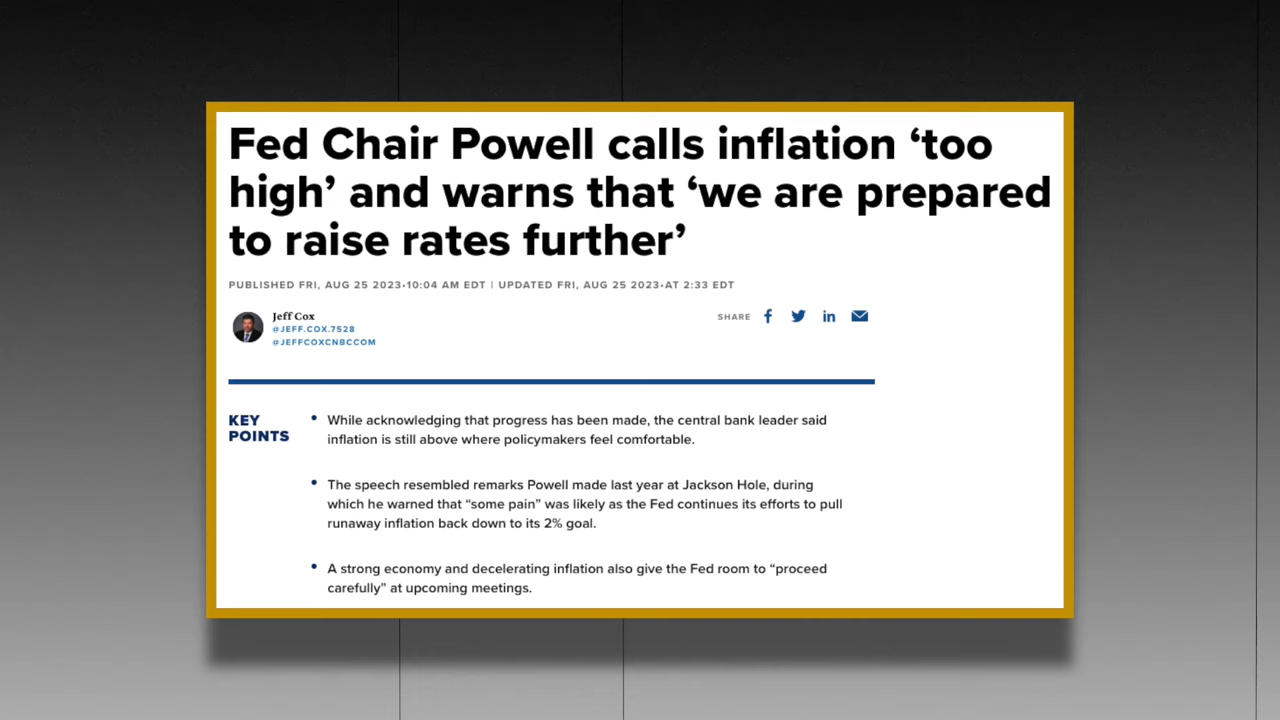 Fed Chair Powell calls inflation ‘too
high’ and warns that ‘we are prepared
to raise rates further’
PUBLISHED FRI, AUG 25 2023•10:04 AM EDT | UPDATED FRI, AUG 25 2023•AT 2:33 EDT
Jeff Cox
@JEFF.COX.7528
@JEFFCOXCNBCCOM
SHARE
KEY
POINTS
• While acknowledging that progress has been made, the central bank leader said
inflation is still above where policymakers feel comfortable.
• The speech resembled remarks Powell made last year at Jackson Hole, during
which he warned that “some pain” was likely as the Fed continues its efforts to pull
runaway inflation back down to its 2% goal.
• A strong economy and decelerating inflation also give the Fed room to “proceed
carefully” at upcoming meetings.